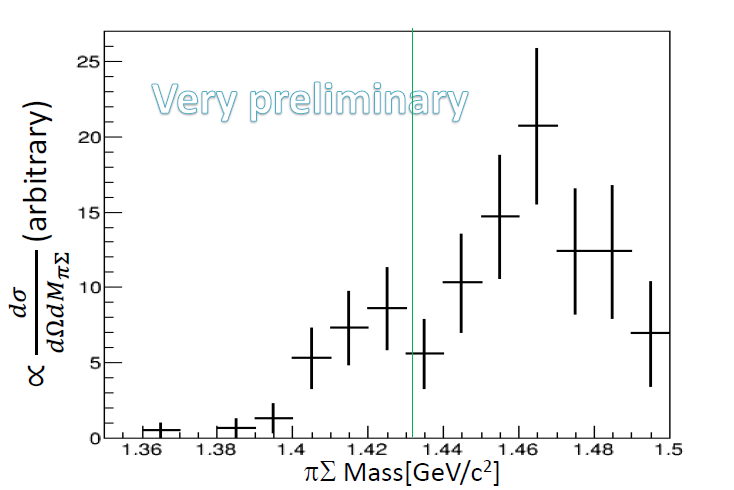 Very preliminary
∝ dσ/dΩdM_πΣ (arbitrary)
25
20
15
10
5
0
1.36 1.38 1.4 1.42 1.44 1.46 1.48 1.5
πΣ Mass[GeV/c²]